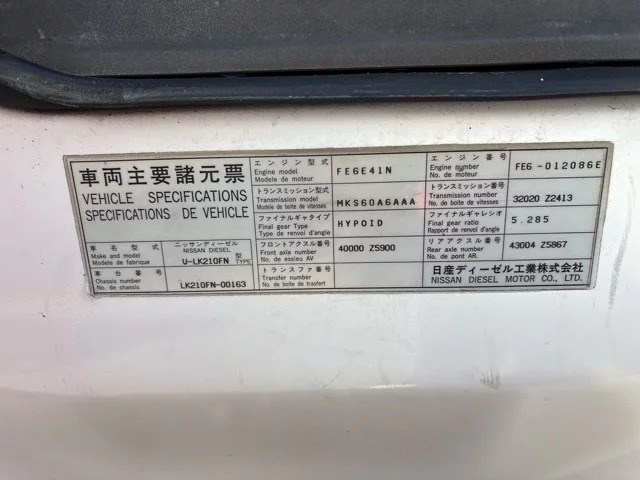 車両主要諸元票
VEHICLE SPECIFICATIONS
SPECIFICATIONS DE VEHICLE
車名型式
Make and model
Modele de fabrique
ニッサンディーゼル
NISSAN DIESEL
U-LK210FN 型 TYPE
車台番号
Chassis number
No. de chassis
LK210FN-00163
エンジン型式
Engine model
Modele de moteur
FE6E41N
エンジン番号
Engine number
Numero de moteur
FE6 -012086E
トランスミッション型式
Transmission model
Modele de boite de vitesses
MKS60A6AAA
トランスミッション番号
Transmission number
No. de boite de vitesses
32020 Z2413
ファイナルギヤタイプ
Final gear Type
Type de renvoi d'angle
HYPOID
ファイナルギャレシオ
Final gear ratio
Rapport de renvoi d'angle
5.285
フロントアクスル番号
Front axle number
No. de essieu AV
40000 Z5900
リアアクスル番号
Rear axle number
No. de pont AR.
43004 Z5867
トランスファ番号
Transfer number
No. de boite de transfert
日産ディーゼル工業株式会社
NISSAN DIESEL MOTOR CO., LTD.